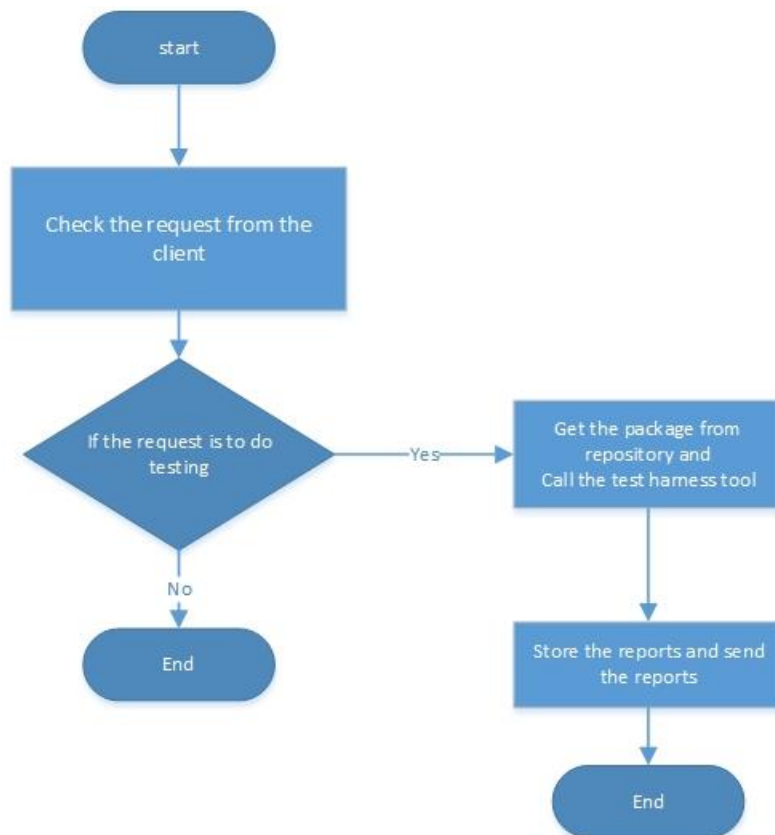 start
Check the request from the
client
If the request is to do
testing
Yes
Get the package from
repository and
Call the test harness tool
No
End
Store the reports and send
the reports
End